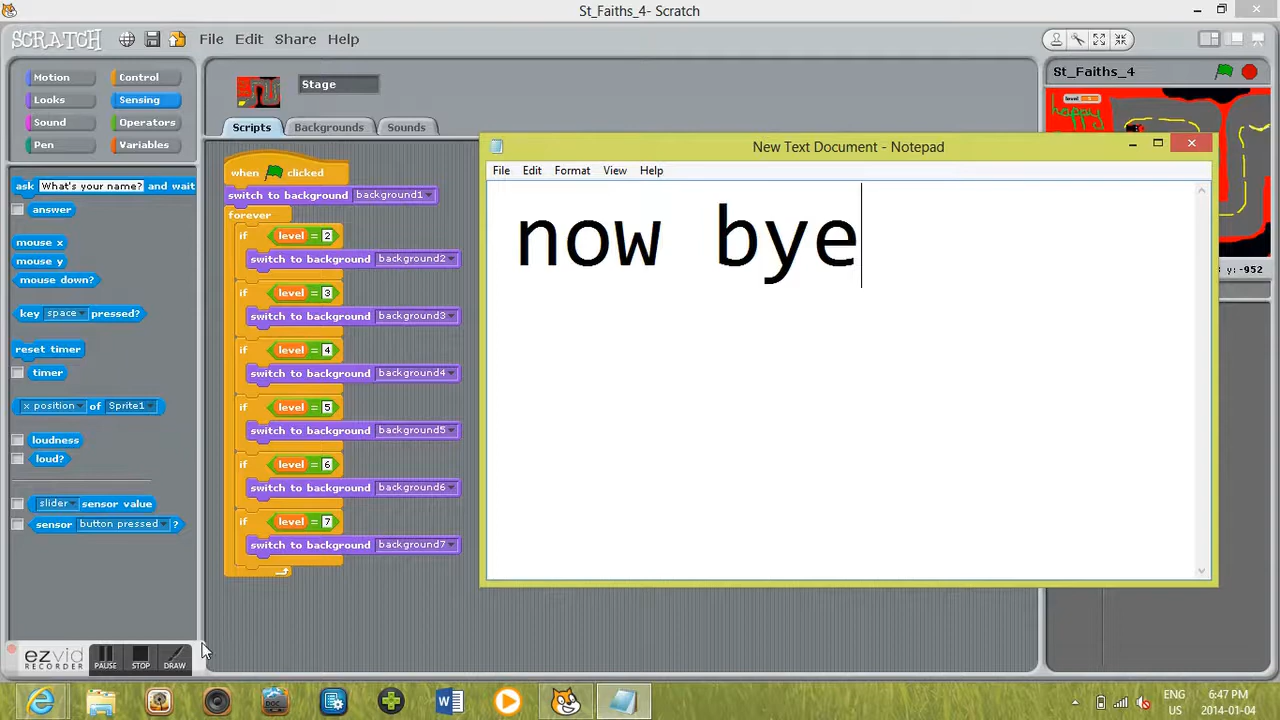 St_Faiths_4- Scratch
SCRATCH File Edit Share Help
Motion Control
Looks Sensing
Sound Operators
Pen Variables
ask What's your name? and wait
answer
mouse x
mouse y
mouse down?
key space pressed?
reset timer
timer
x position of Sprite1
loudness
loud?
slider sensor value
sensor button pressed ?
Stage
Scripts Backgrounds Sounds
when clicked
switch to background background1
forever
if level = 2
switch to background background2
if level = 3
switch to background background3
if level = 4
switch to background background4
if level = 5
switch to background background5
if level = 6
switch to background background6
if level = 7
switch to background background7
New Text Document - Notepad
File Edit Format View Help
now bye
St_Faiths_4
level
happy
y: -952
ezvid
RECORDER
PAUSE STOP DRAW
DOC
ENG
US
6:47 PM
2014-01-04